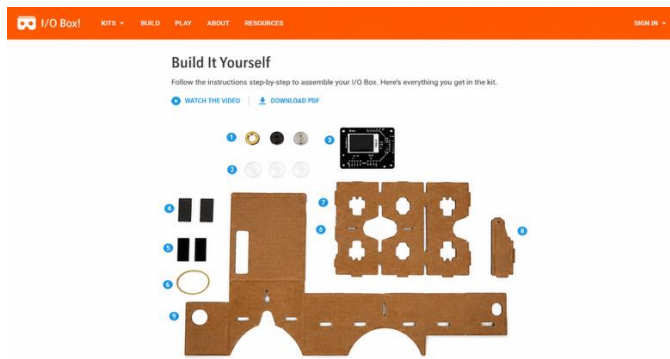 I/O Box!
KITS
BUILD
PLAY
ABOUT
RESOURCES
SIGN IN
Build It Yourself
Follow the instructions step-by-step to assemble your I/O Box. Here's everything you get in the kit.
WATCH THE VIDEO
DOWNLOAD PDF
1
3
2
4
7
6
8
5
6
9